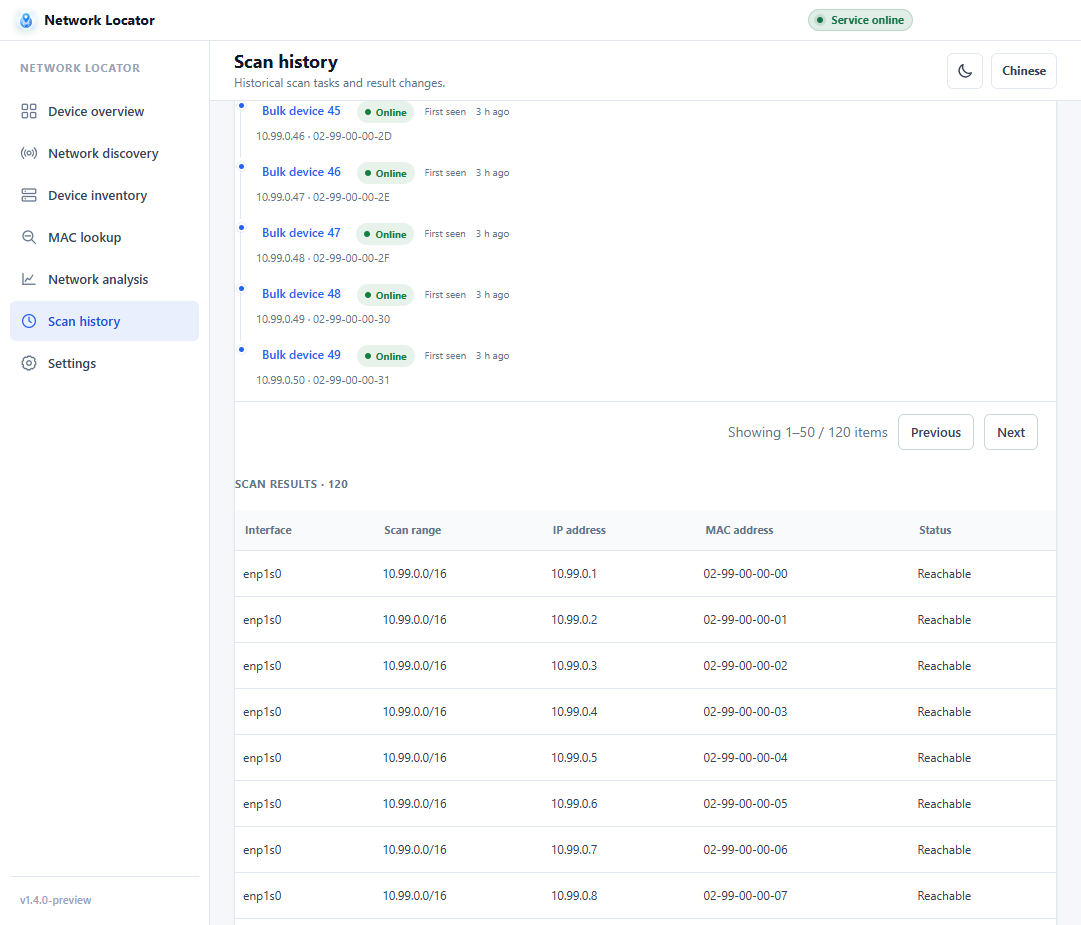 Network Locator
Service online
NETWORK LOCATOR
Device overview
Network discovery
Device inventory
MAC lookup
Network analysis
Scan history
Settings
v1.4.0-preview
Scan history
Historical scan tasks and result changes.
Chinese
Bulk device 45 Online First seen 3 h ago
10.99.0.46 · 02-99-00-00-2D
Bulk device 46 Online First seen 3 h ago
10.99.0.47 · 02-99-00-00-2E
Bulk device 47 Online First seen 3 h ago
10.99.0.48 · 02-99-00-00-2F
Bulk device 48 Online First seen 3 h ago
10.99.0.49 · 02-99-00-00-30
Bulk device 49 Online First seen 3 h ago
10.99.0.50 · 02-99-00-00-31
Showing 1–50 / 120 items Previous Next
SCAN RESULTS · 120
Interface Scan range IP address MAC address Status
enp1s0 10.99.0.0/16 10.99.0.1 02-99-00-00-00 Reachable
enp1s0 10.99.0.0/16 10.99.0.2 02-99-00-00-01 Reachable
enp1s0 10.99.0.0/16 10.99.0.3 02-99-00-00-02 Reachable
enp1s0 10.99.0.0/16 10.99.0.4 02-99-00-00-03 Reachable
enp1s0 10.99.0.0/16 10.99.0.5 02-99-00-00-04 Reachable
enp1s0 10.99.0.0/16 10.99.0.6 02-99-00-00-05 Reachable
enp1s0 10.99.0.0/16 10.99.0.7 02-99-00-00-06 Reachable
enp1s0 10.99.0.0/16 10.99.0.8 02-99-00-00-07 Reachable